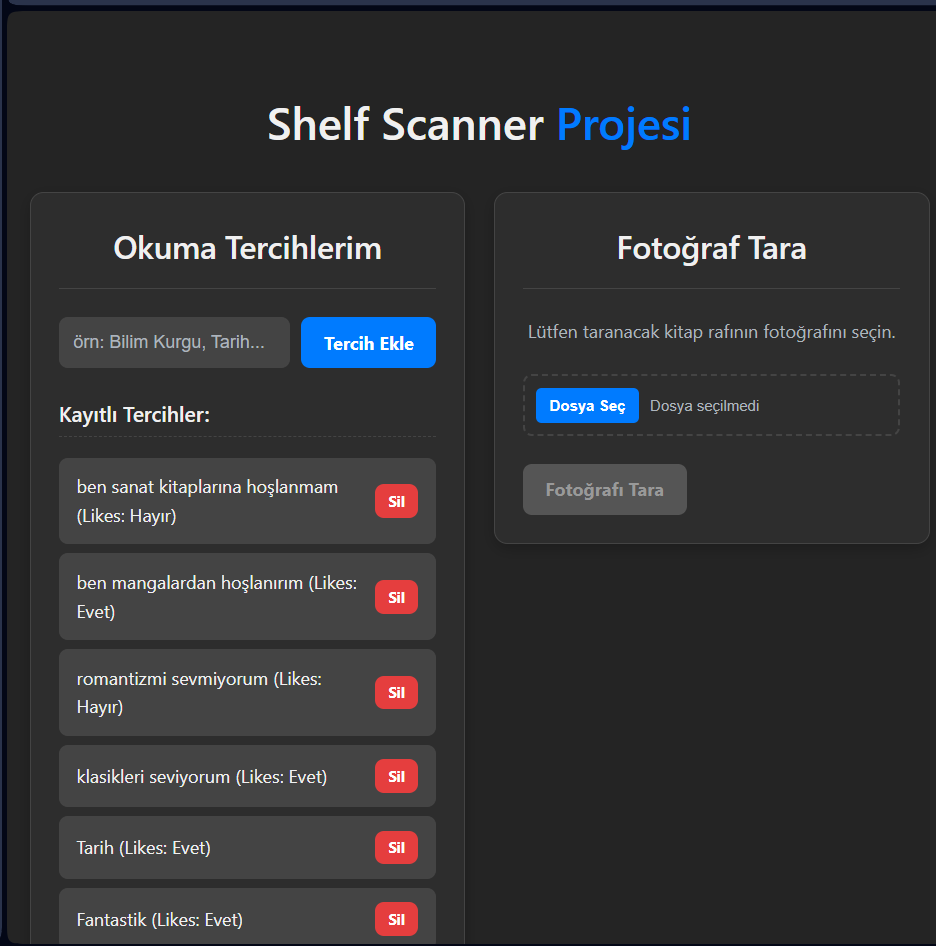 Shelf Scanner Projesi
Okuma Tercihlerim
örn: Bilim Kurgu, Tarih...
Tercih Ekle
Kayıtlı Tercihler:
ben sanat kitaplarına hoşlanmam
(Likes: Hayır)
Sil
ben mangalardan hoşlanırım (Likes:
Evet)
Sil
romantizmi sevmiyorum (Likes:
Hayır)
Sil
klasikleri seviyorum (Likes: Evet)
Sil
Tarih (Likes: Evet)
Sil
Fantastik (Likes: Evet)
Sil
Fotoğraf Tara
Lütfen taranacak kitap rafının fotoğrafını seçin.
Dosya Seç
Dosya seçilmedi
Fotoğrafı Tara